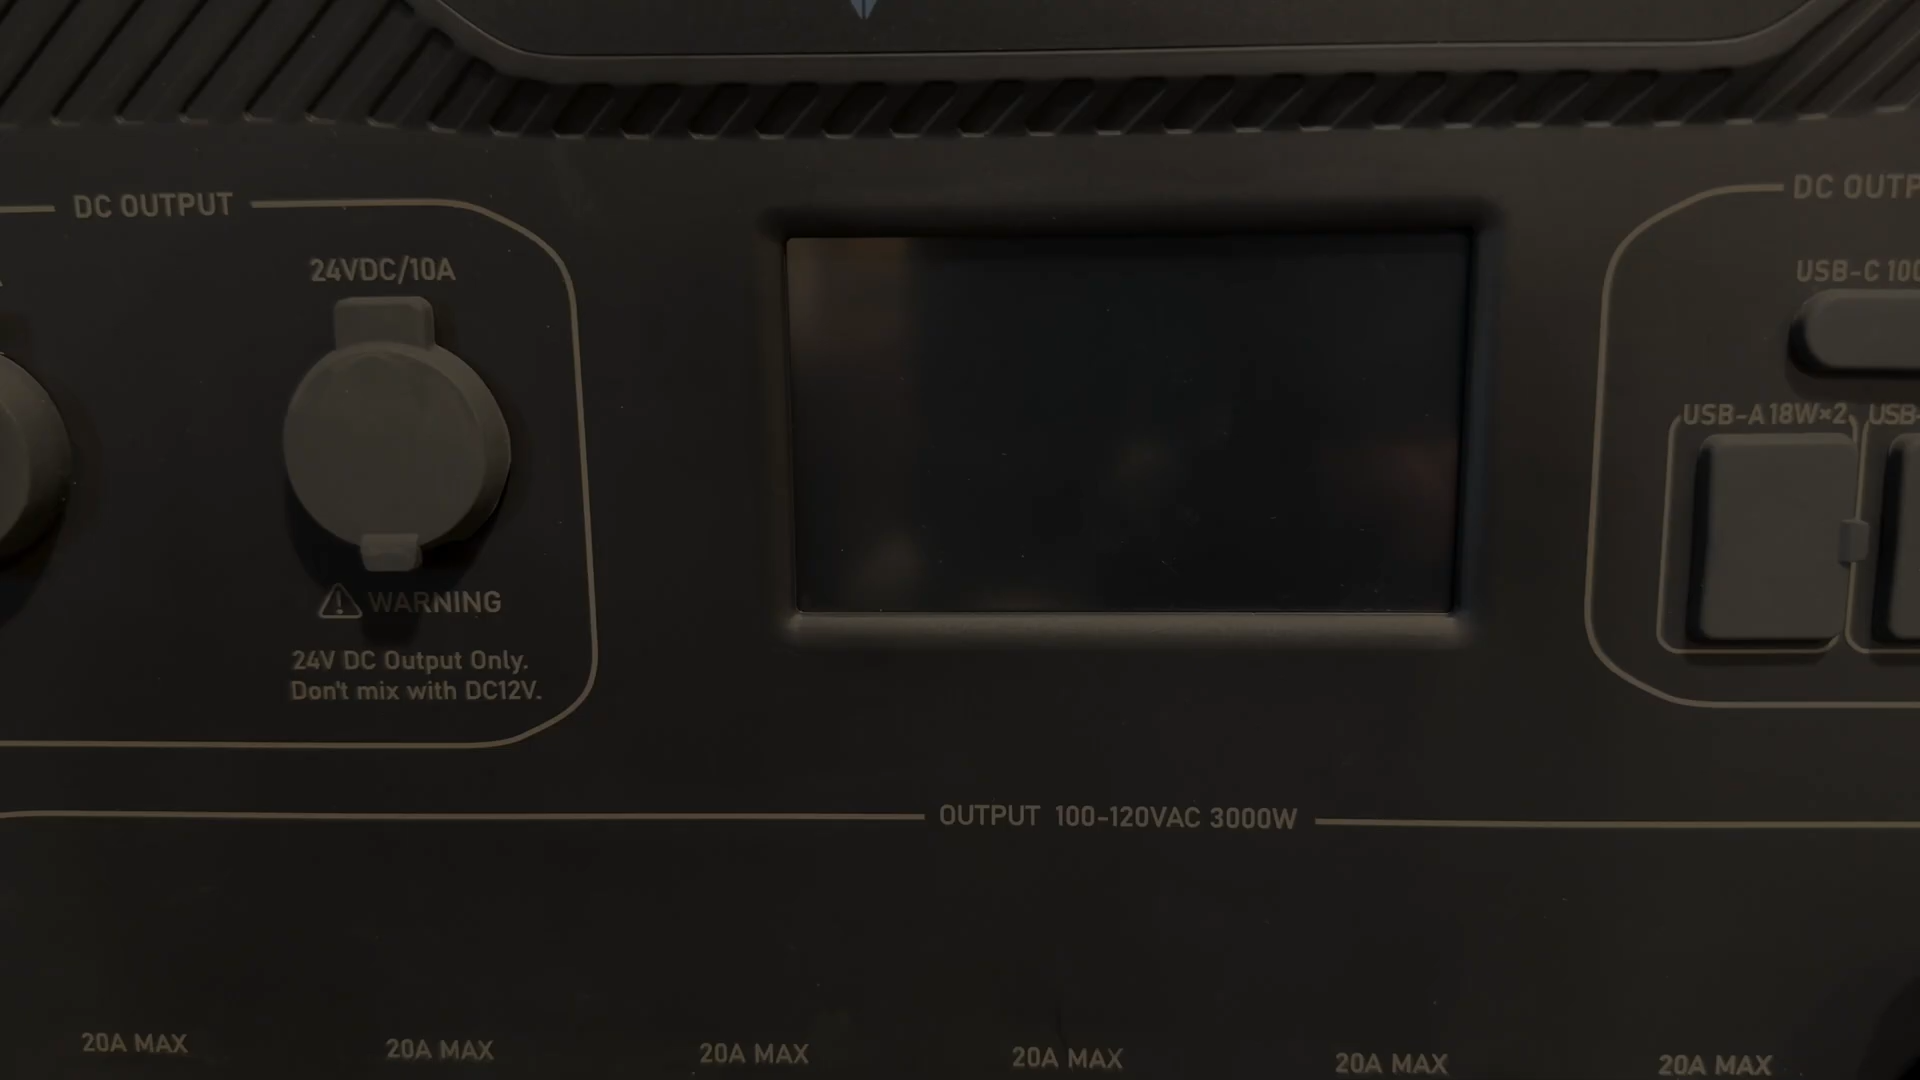 DC OUTPUT
24VDC/10A
WARNING
24V DC Output Only.
Don't mix with DC12V.
DC OUTP
USB-C 100
USB-A 18W×2
USB-
OUTPUT 100-120VAC 3000W
20A MAX
20A MAX
20A MAX
20A MAX
20A MAX
20A MAX